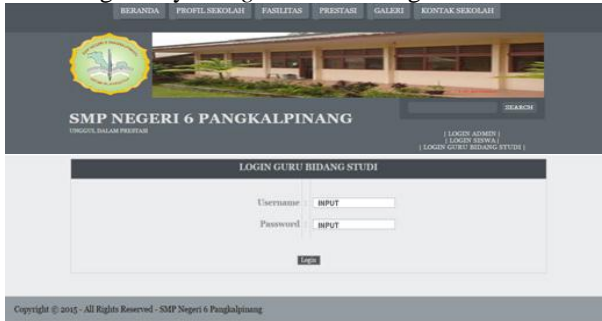 BERANDA PROFIL SEKOLAH FASILITAS PRESTASI GALERI KONTAK SEKOLAH
SMP NEGERI 6 PANGKALPINANG
UNGGUL DALAM PRESTASI
SEARCH
| LOGIN ADMIN |
| LOGIN SISWA |
| LOGIN GURU BIDANG STUDI |
LOGIN GURU BIDANG STUDI
Username : INPUT
Password : INPUT
Login
Copyright © 2015 - All Rights Reserved - SMP Negeri 6 Pangkalpinang